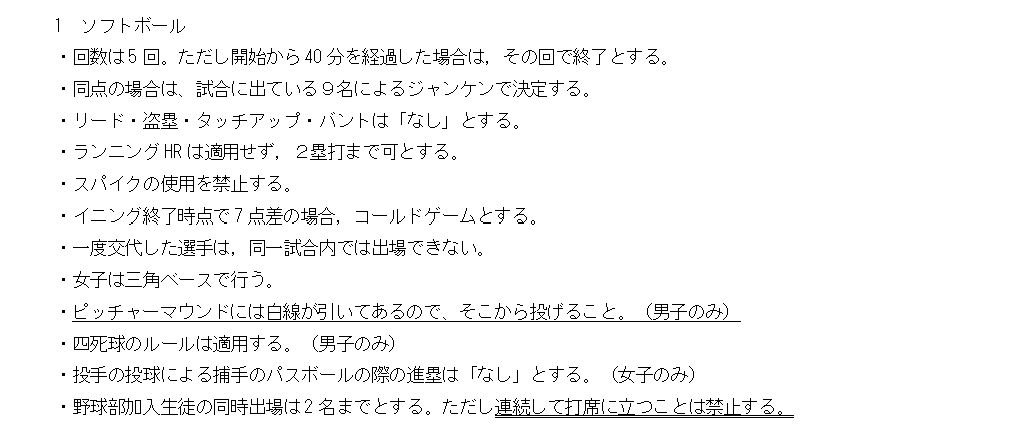 1　ソフトボール
・回数は5 回。ただし開始から 40 分を経過した場合は，その回で終了とする。
・同点の場合は、試合に出ている９名によるジャンケンで決定する。
・リード・盗塁・タッチアップ・バントは「なし」とする。
・ランニング HR は適用せず，２塁打まで可とする。
・スパイクの使用を禁止する。
・イニング終了時点で 7 点差の場合，コールドゲームとする。
・一度交代した選手は，同一試合内では出場できない。
・女子は三角ベースで行う。
・ピッチャーマウンドには白線が引いてあるので、そこから投げること。（男子のみ）
・四死球のルールは適用する。（男子のみ）
・投手の投球による捕手のパスボールの際の進塁は「なし」とする。（女子のみ）
・野球部加入生徒の同時出場は 2 名までとする。ただし連続して打席に立つことは禁止する。